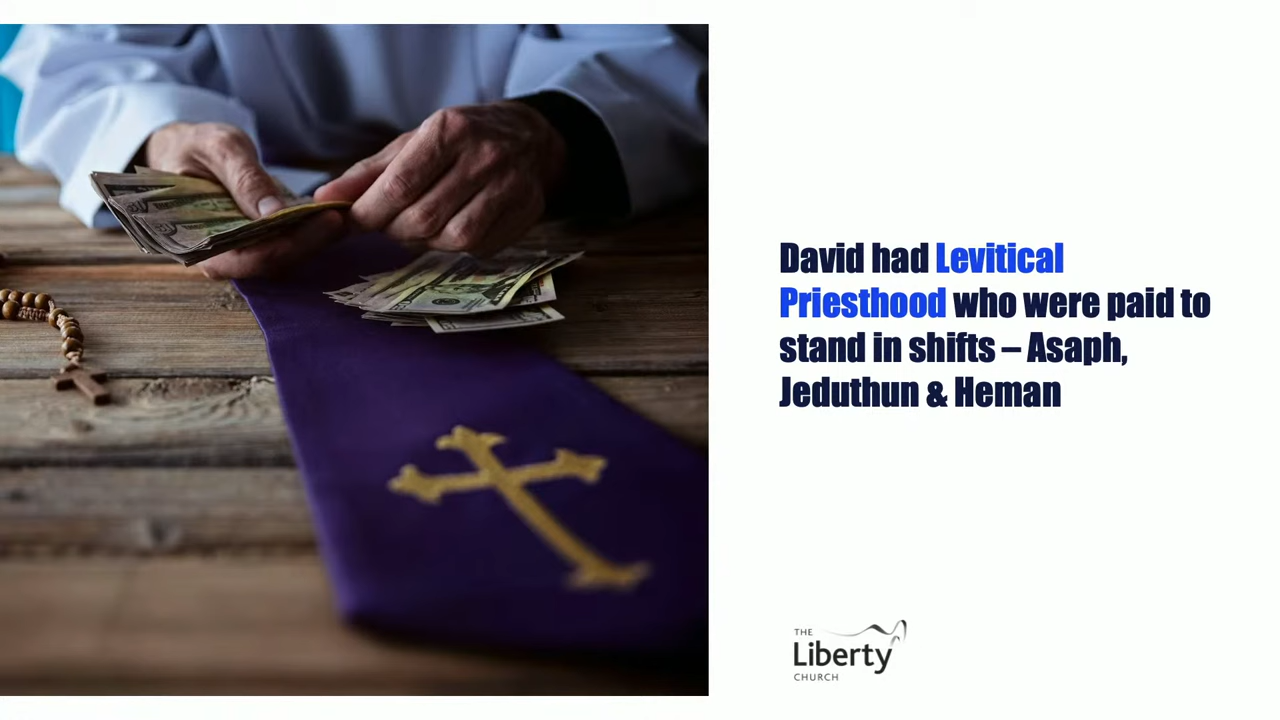 David had Levitical
Priesthood who were paid to
stand in shifts – Asaph,
Jeduthun & Heman
THE
Liberty
CHURCH